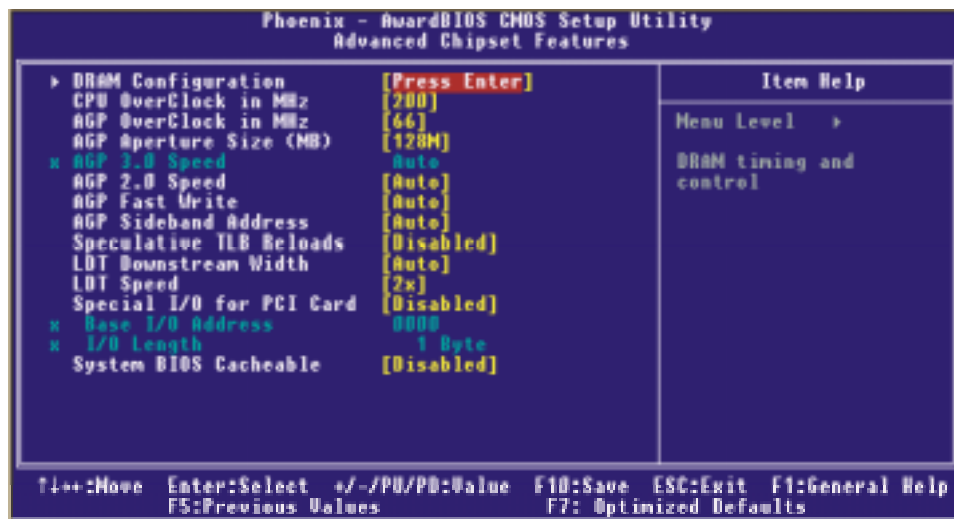 Phoenix - AwardBIOS CMOS Setup Utility
Advanced Chipset Features
DRAM Configuration [Press Enter]
CPU OverClock in MHz [200]
AGP OverClock in MHz [66]
AGP Aperture Size (MB) [128M]
x AGP 3.0 Speed Auto
AGP 2.0 Speed [Auto]
AGP Fast Write [Auto]
AGP Sideband Address [Auto]
Speculative TLB Reloads [Disabled]
LDT Downstream Width [Auto]
LDT Speed [2x]
Special I/O for PCI Card [Disabled]
x Base I/O Address 0000
x I/O Length 1 Byte
System BIOS Cacheable [Disabled]
Item Help
Menu Level
DRAM timing and
control
↑↓→←:Move Enter:Select +/-/PU/PD:Value F10:Save ESC:Exit F1:General Help
F5:Previous Values F7: Optimized Defaults